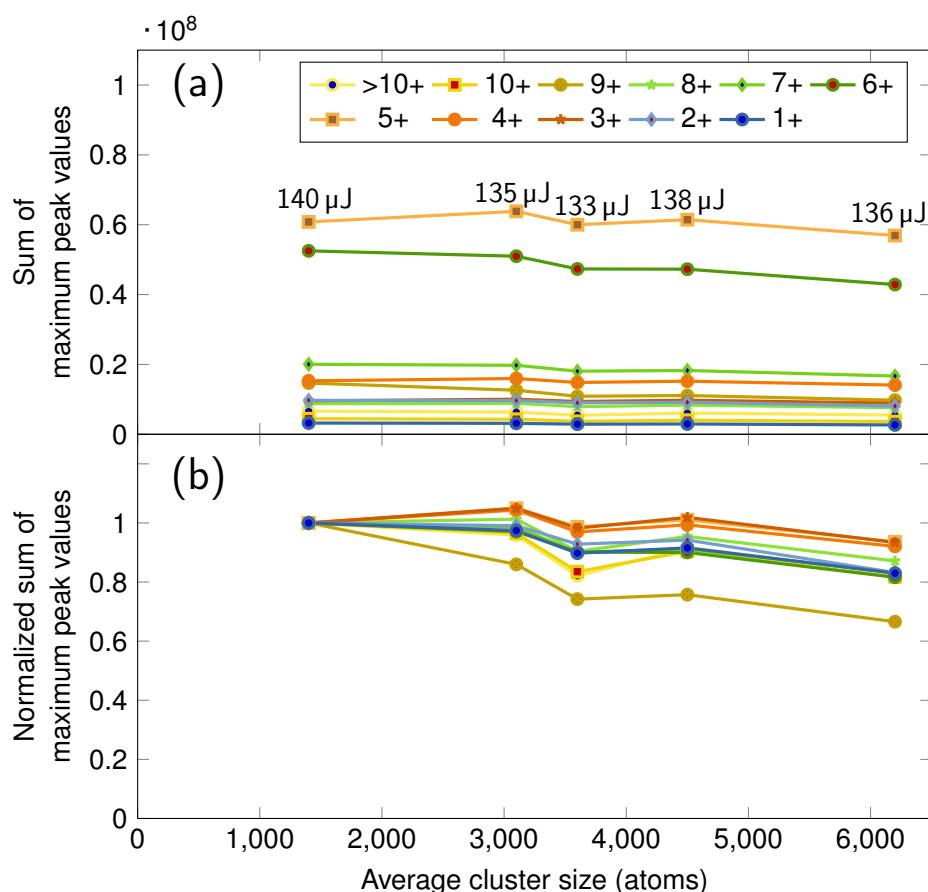 · 10⁸
(a)
>10+ 10+ 9+ 8+ 7+ 6+
5+ 4+ 3+ 2+ 1+
1
0.8
0.6
0.4
0.2
0
Sum of
maximum peak values
140 µJ 135 µJ 133 µJ 138 µJ 136 µJ
(b)
1
0.8
0.6
0.4
0.2
0
Normalized sum of
maximum peak values
0 1,000 2,000 3,000 4,000 5,000 6,000
Average cluster size (atoms)